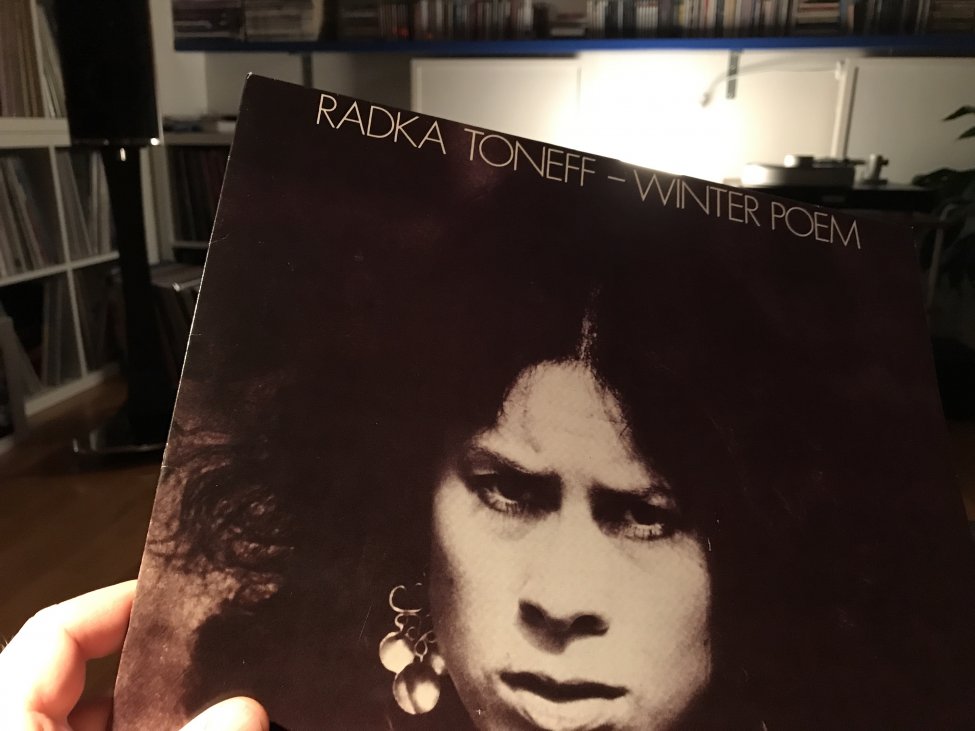 RADKA TONEFF – WINTER POEM